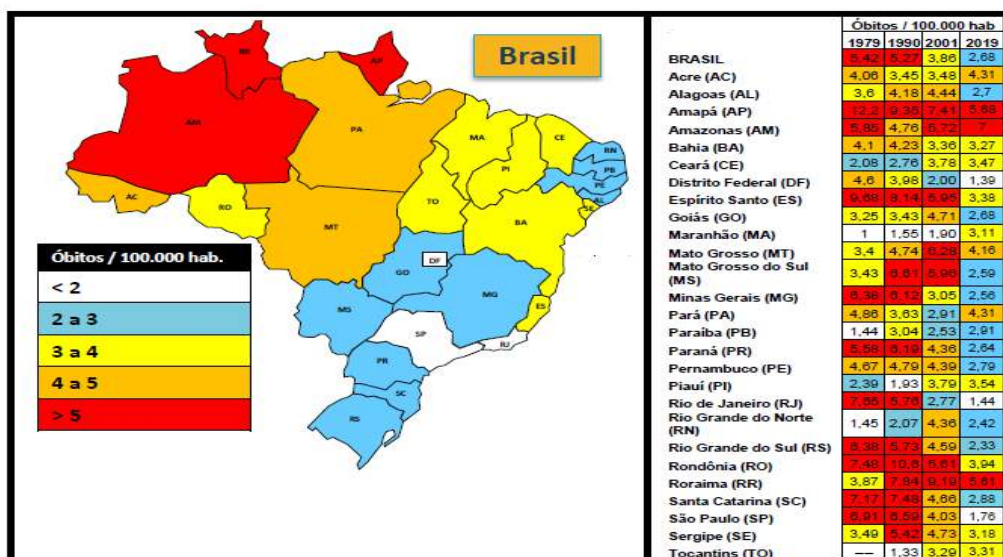 Brasil
RR
AP
AM
PA
MA
CE
RN
PB
PE
AL
SE
PI
AC
RO
TO
BA
MT
DF
GO
MG
ES
MS
SP
RJ
PR
SC
RS
Óbitos / 100.000 hab.
< 2
2 a 3
3 a 4
4 a 5
> 5
Óbitos / 100.000 hab
1979 1990 2001 2019
BRASIL 5,42 5,27 3,86 2,68
Acre (AC) 4,06 3,45 3,48 4,31
Alagoas (AL) 3,6 4,18 4,44 2,7
Amapá (AP) 12,2 9,35 7,41 5,68
Amazonas (AM) 5,85 4,76 5,72 7
Bahia (BA) 4,1 4,23 3,36 3,27
Ceará (CE) 2,08 2,76 3,78 3,47
Distrito Federal (DF) 4,6 3,98 2,00 1,39
Espírito Santo (ES) 9,68 8,14 5,95 3,38
Goiás (GO) 3,25 3,43 4,71 2,68
Maranhão (MA) 1 1,55 1,90 3,11
Mato Grosso (MT) 3,4 4,74 6,28 4,16
Mato Grosso do Sul
(MS) 3,43 6,61 5,96 2,59
Minas Gerais (MG) 6,38 6,12 3,05 2,56
Pará (PA) 4,86 3,63 2,91 4,31
Paraíba (PB) 1,44 3,04 2,53 2,91
Paraná (PR) 5,58 6,19 4,36 2,64
Pernambuco (PE) 4,67 4,79 4,39 2,79
Piauí (PI) 2,39 1,93 3,79 3,54
Rio de Janeiro (RJ) 7,65 5,76 2,77 1,44
Rio Grande do Norte
(RN) 1,45 2,07 4,36 2,42
Rio Grande do Sul (RS) 6,38 5,73 4,59 2,33
Rondônia (RO) 7,48 10,6 5,61 3,94
Roraima (RR) 3,87 7,84 9,19 5,61
Santa Catarina (SC) 7,17 7,48 4,66 2,88
São Paulo (SP) 6,91 6,59 4,03 1,76
Sergipe (SE) 3,49 5,42 4,73 3,18
Tocantins (TO) — 1,33 3,29 3,31